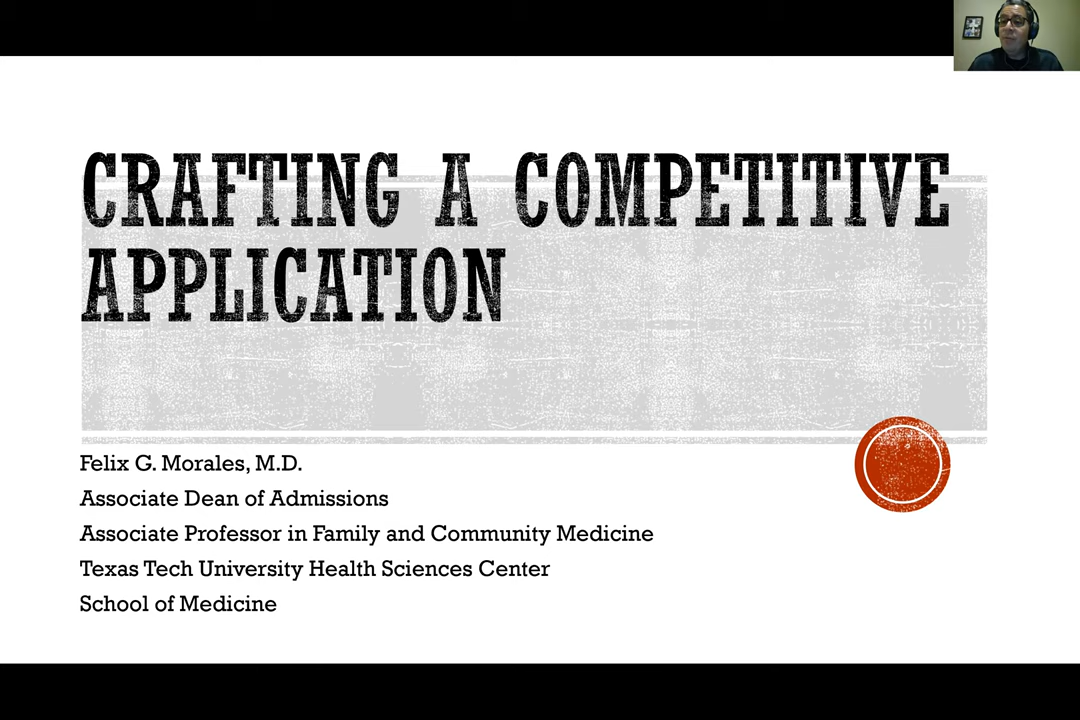 CRAFTING A COMPETITIVE
APPLICATION
Felix G. Morales, M.D.
Associate Dean of Admissions
Associate Professor in Family and Community Medicine
Texas Tech University Health Sciences Center
School of Medicine